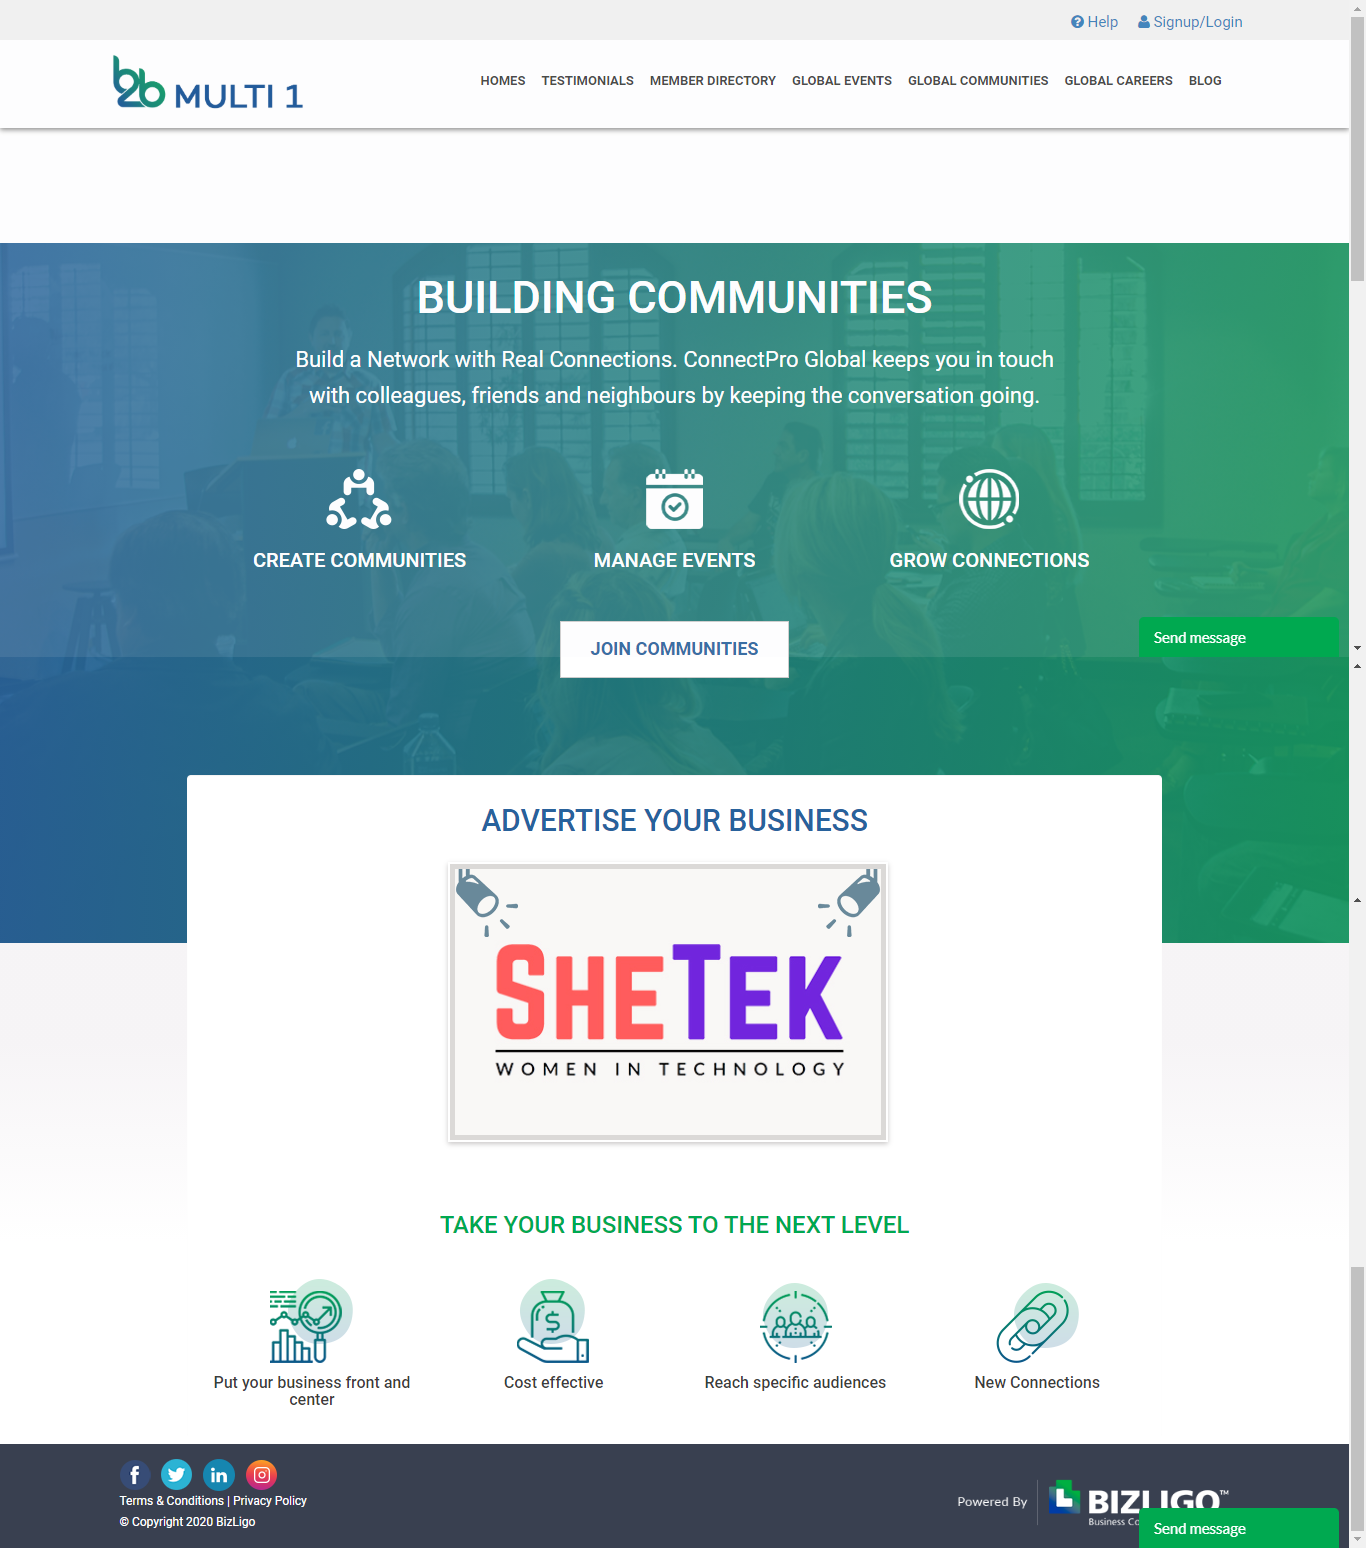 Help Signup/Login
b2b MULTI 1
HOMES TESTIMONIALS MEMBER DIRECTORY GLOBAL EVENTS GLOBAL COMMUNITIES GLOBAL CAREERS BLOG
BUILDING COMMUNITIES
Build a Network with Real Connections. ConnectPro Global keeps you in touch
with colleagues, friends and neighbours by keeping the conversation going.
CREATE COMMUNITIES MANAGE EVENTS GROW CONNECTIONS
Send message
JOIN COMMUNITIES
ADVERTISE YOUR BUSINESS
SHETEK
WOMEN IN TECHNOLOGY
TAKE YOUR BUSINESS TO THE NEXT LEVEL
Put your business front and
center
Cost effective
Reach specific audiences
New Connections
Terms & Conditions | Privacy Policy
© Copyright 2020 BizLigo
Powered By
BIZLIGO™
Business
Send message